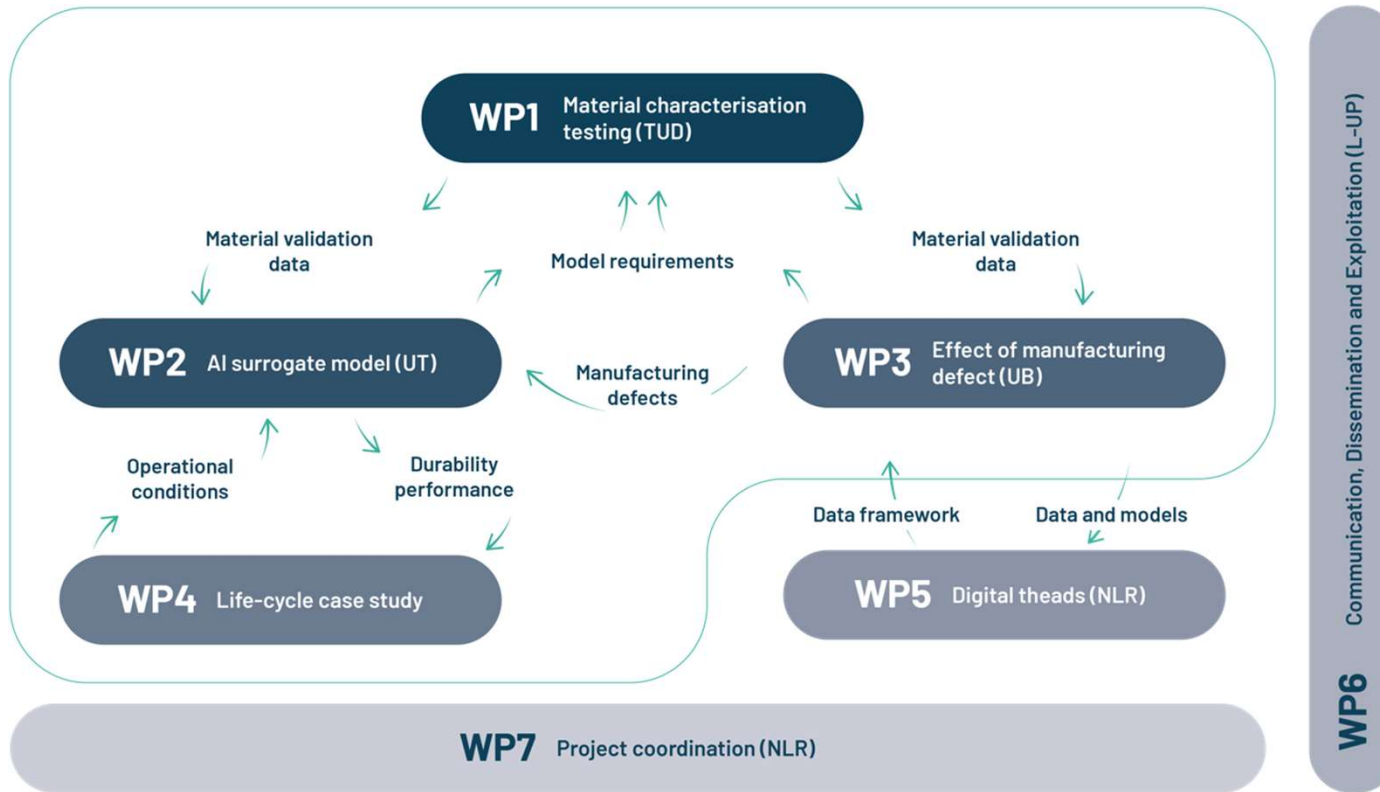 WP1 Material characterisation
testing (TUD)
Material validation
data
Model requirements
Material validation
data
WP2 AI surrogate model (UT)
Manufacturing
defects
WP3 Effect of manufacturing
defect (UB)
Operational
conditions
Durability
performance
Data framework
Data and models
WP4 Life-cycle case study
WP5 Digital theads (NLR)
WP7 Project coordination (NLR)
WP6 Communication, Dissemination and Exploitation (L-UP)